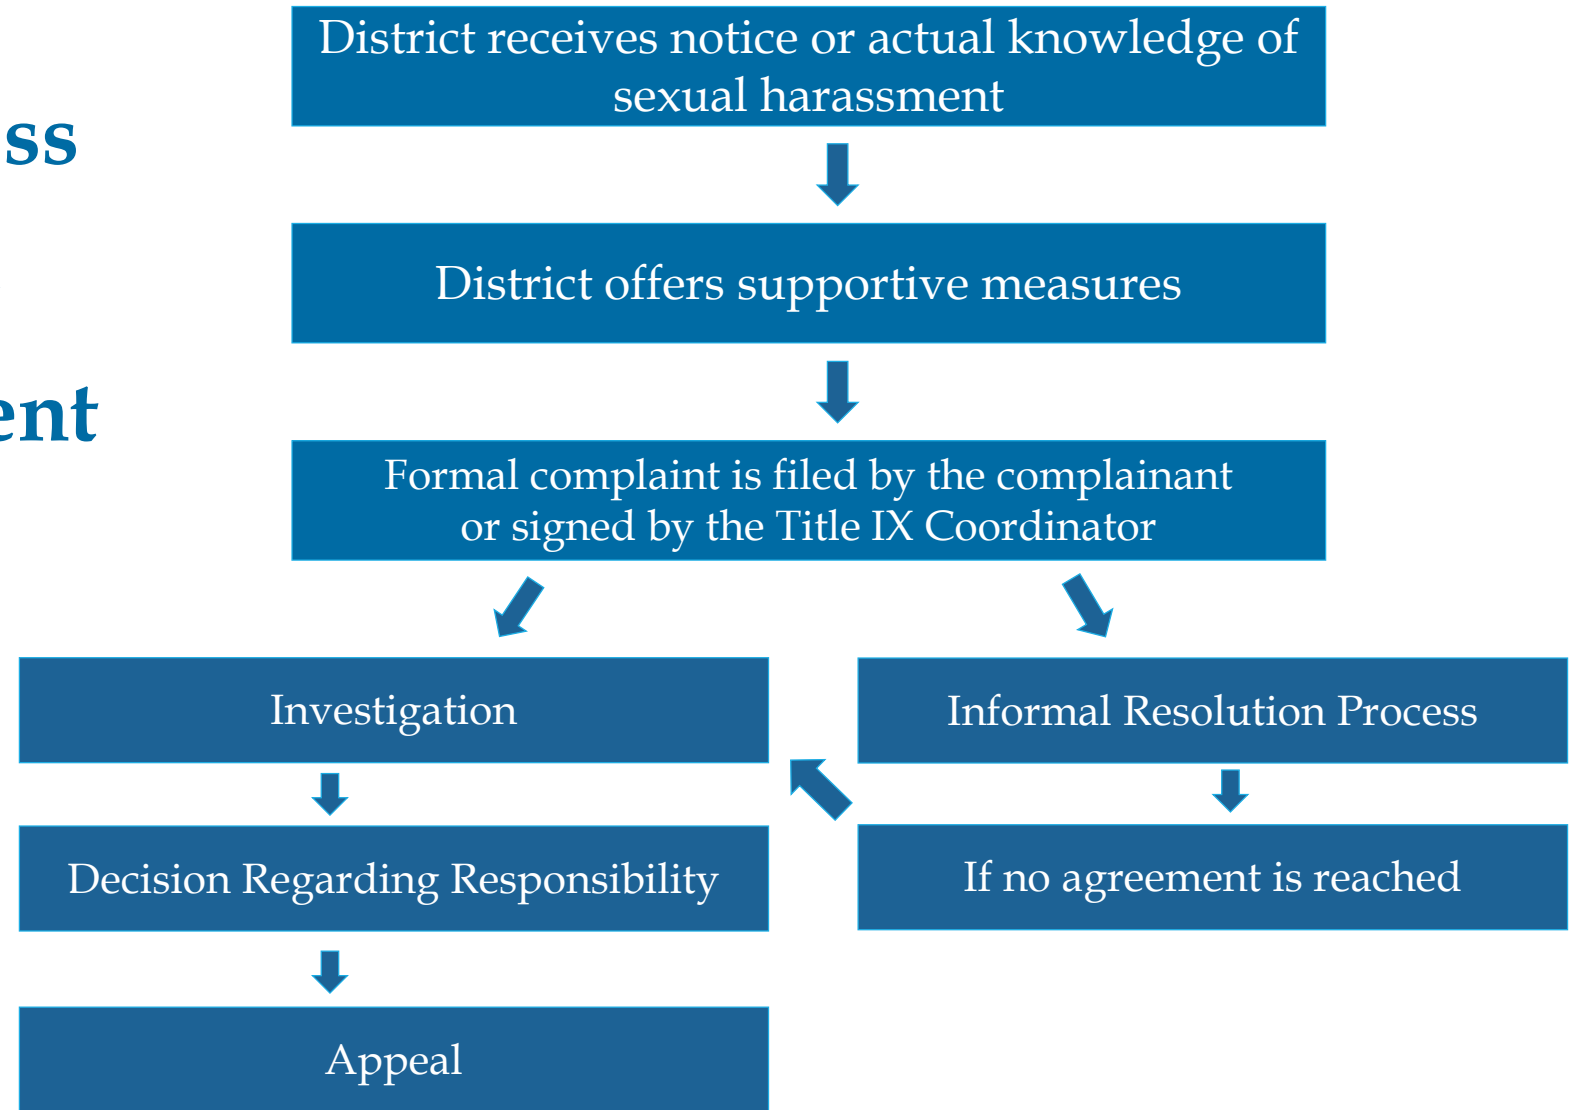 District receives notice or actual knowledge of
sexual harassment
ss
District offers supportive measures
ent
Formal complaint is filed by the complainant
or signed by the Title IX Coordinator
Investigation
Informal Resolution Process
Decision Regarding Responsibility
If no agreement is reached
Appeal